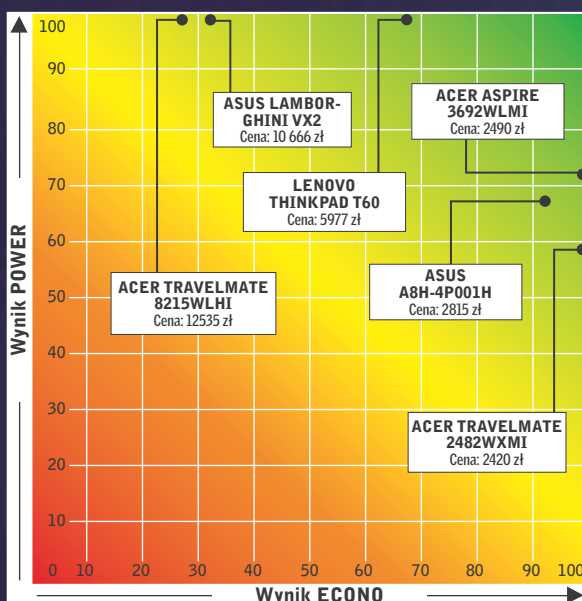 100
90
80
70
60
50
40
30
20
10
Wynik POWER
ASUS LAMBOR-
GHINI VX2
Cena: 10 666 zł
ACER ASPIRE
3692WLMI
Cena: 2490 zł
LENOVO
THINKPAD T60
Cena: 5977 zł
ACER TRAVELMATE
8215WLHI
Cena: 12535 zł
ASUS
A8H-4P001H
Cena: 2815 zł
ACER TRAVELMATE
2482WXMI
Cena: 2420 zł
0 10 20 30 40 50 60 70 80 90 100
Wynik ECONO